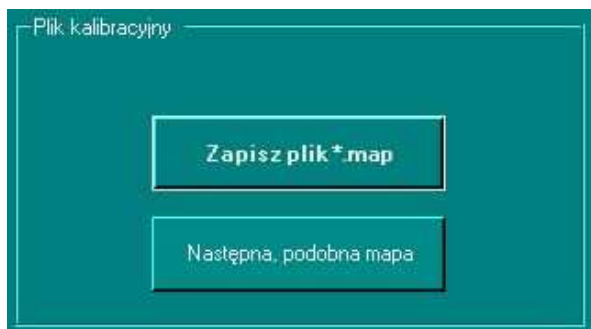 Plik kalibracyjny
Zapisz plik *.map
Następna, podobna mapa